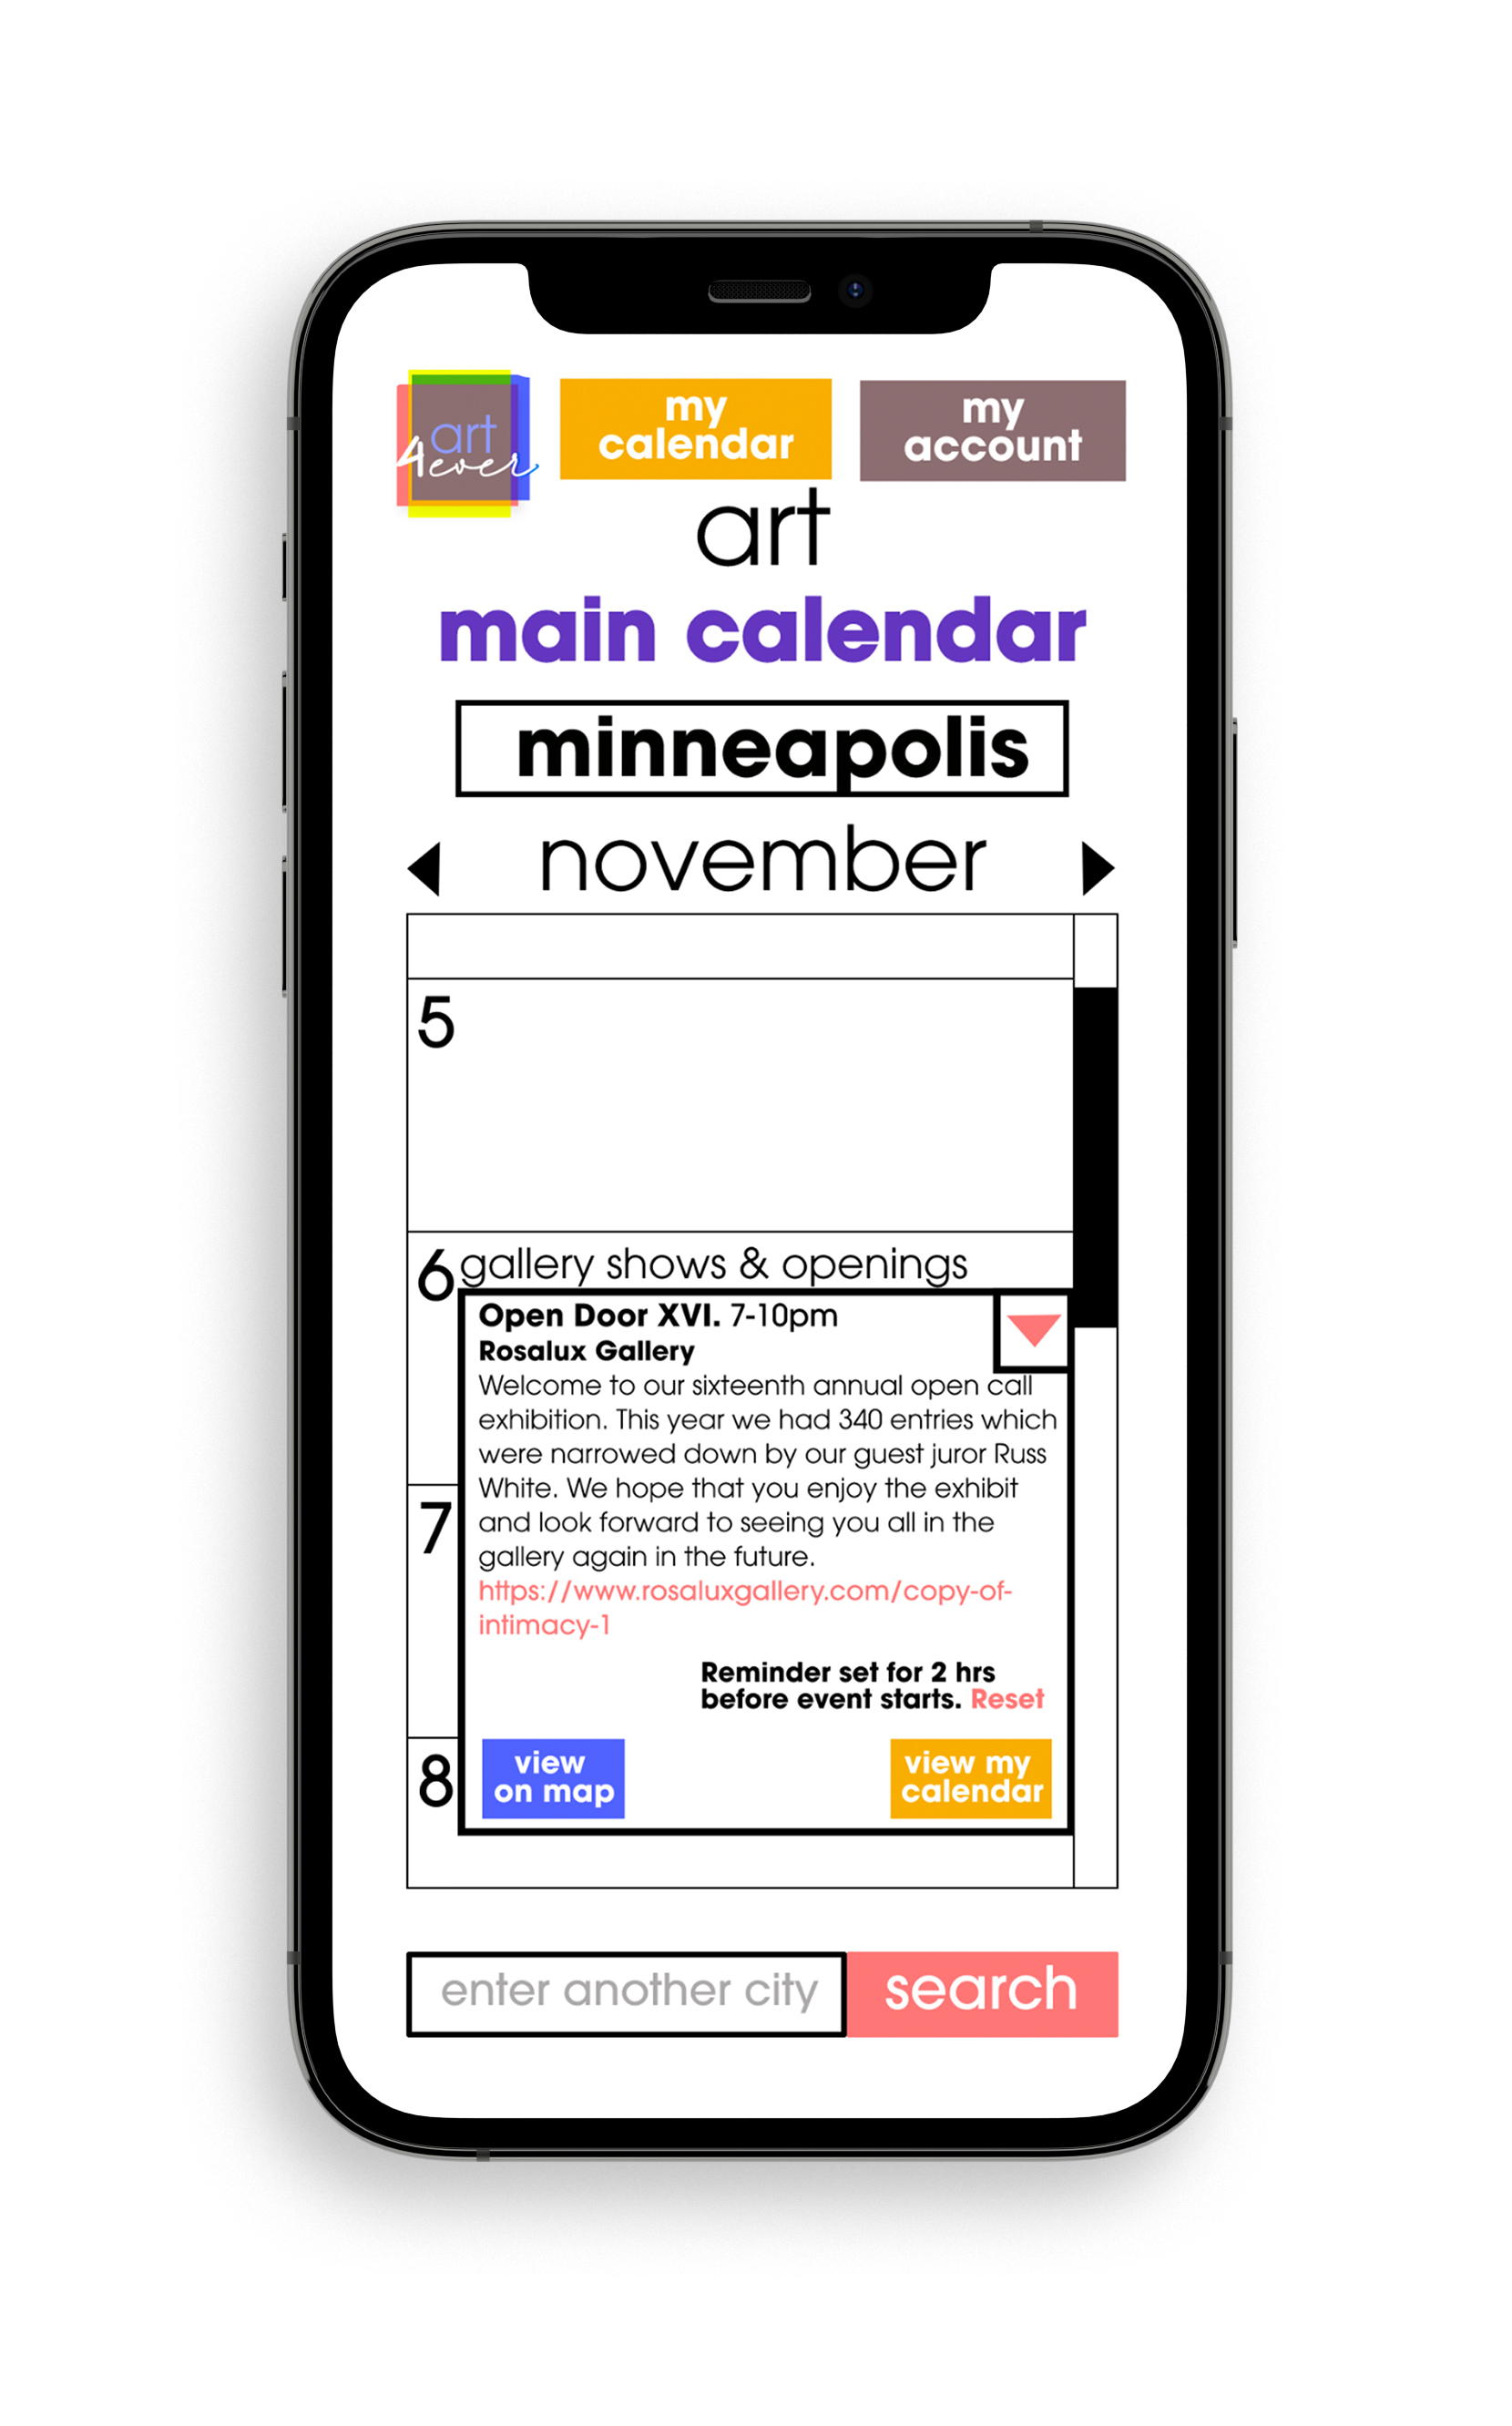 art
4ever
my
calendar
my
account
art
main calendar
minneapolis
november
5
6
gallery shows & openings
Open Door XVI. 7-10pm
Rosalux Gallery
Welcome to our sixteenth annual open call
exhibition. This year we had 340 entries which
were narrowed down by our guest juror Russ
White. We hope that you enjoy the exhibit
and look forward to seeing you all in the
gallery again in the future.
https://www.rosaluxgallery.com/copy-of-
intimacy-1
Reminder set for 2 hrs
before event starts. Reset
7
8
view
on map
view my
calendar
enter another city
search